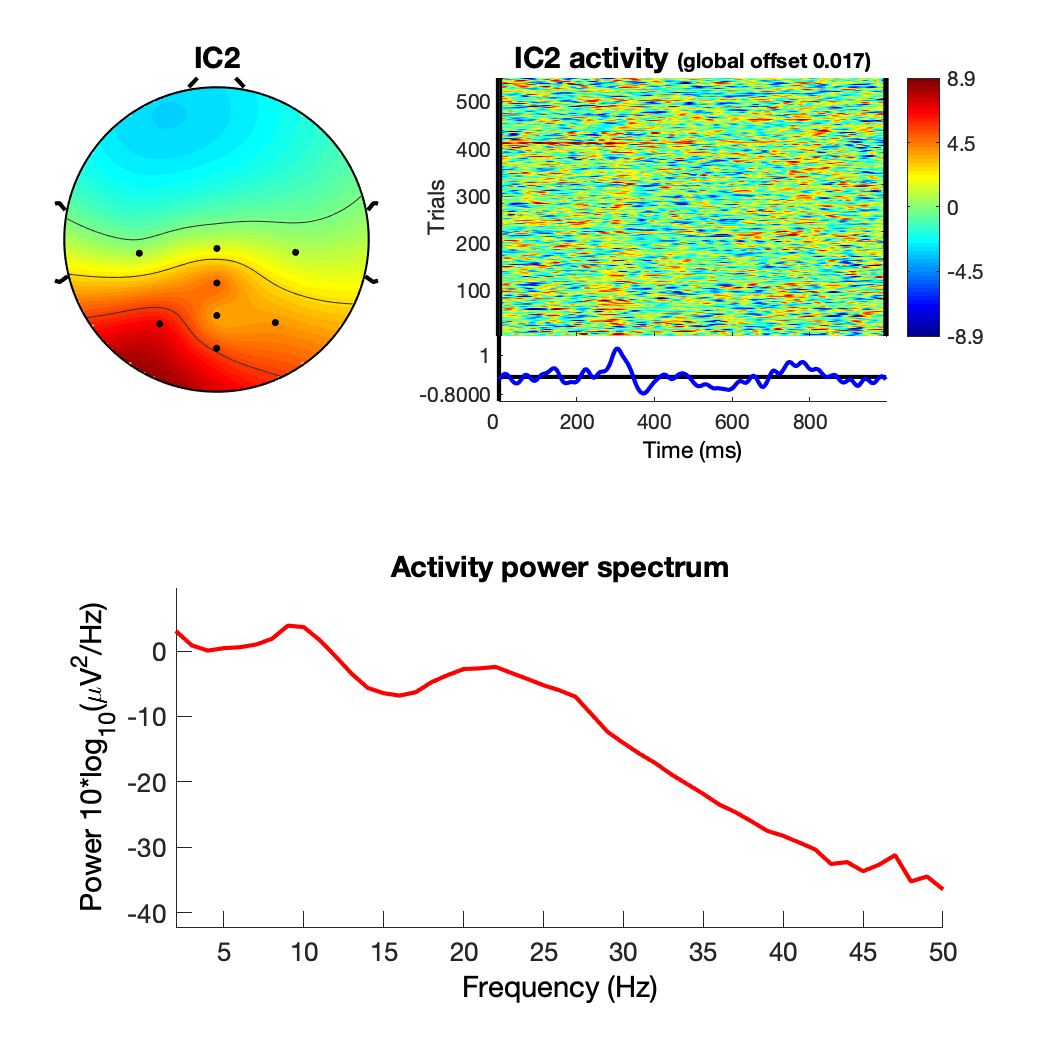 IC2
IC2 activity (global offset 0.017)
Trials
500
400
300
200
100
8.9
4.5
0
-4.5
-8.9
1
-0.8000
0 200 400 600 800
Time (ms)
Activity power spectrum
Power 10*log10(μV2/Hz)
0
-10
-20
-30
-40
5 10 15 20 25 30 35 40 45 50
Frequency (Hz)